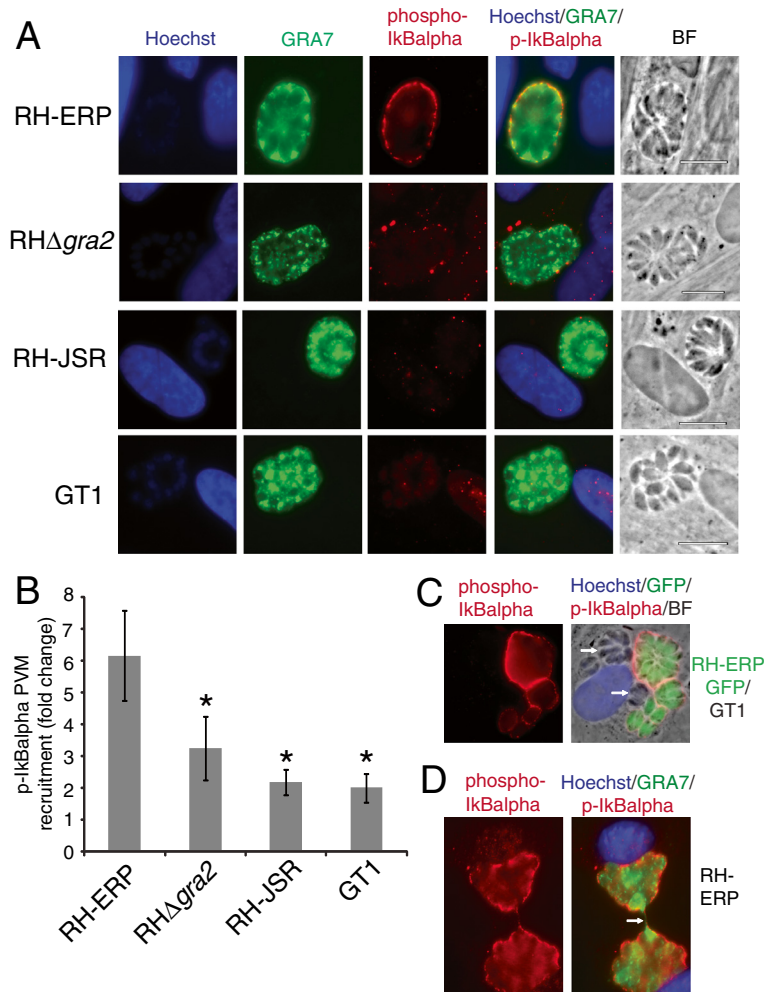 A
Hoechst
GRA7
phospho-
IkBalpha
Hoechst/GRA7/
p-IkBalpha
BF
RH-ERP
RHΔgra2
RH-JSR
GT1
B
p-IkBalpha PVM
recruitment (fold change)
8
7
6
5
4
3
2
1
0
*
*
*
RH-ERP
RHΔgra2
RH-JSR
GT1
C
phospho-
IkBalpha
Hoechst/GFP/
p-IkBalpha/BF
RH-ERP
GFP/
GT1
D
phospho-
IkBalpha
Hoechst/GRA7/
p-IkBalpha
RH-
ERP